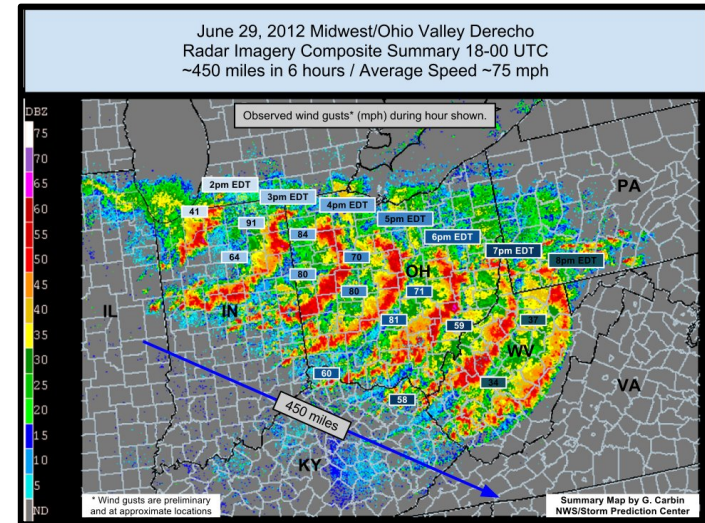 June 29, 2012 Midwest/Ohio Valley Derecho
Radar Imagery Composite Summary 18-00 UTC
~450 miles in 6 hours / Average Speed ~75 mph
DBZ
75
70
65
60
55
50
45
40
35
30
25
20
15
10
5
ND
Observed wind gusts* (mph) during hour shown.
2pm EDT
3pm EDT
4pm EDT
5pm EDT
6pm EDT
7pm EDT
8pm EDT
PA
41
91
84
64
70
80
OH
80
71
IL
IN
81
59
37
WV
60
34
VA
58
450 miles
KY
* Wind gusts are preliminary
and at approximate locations
Summary Map by G. Carbin
NWS/Storm Prediction Center